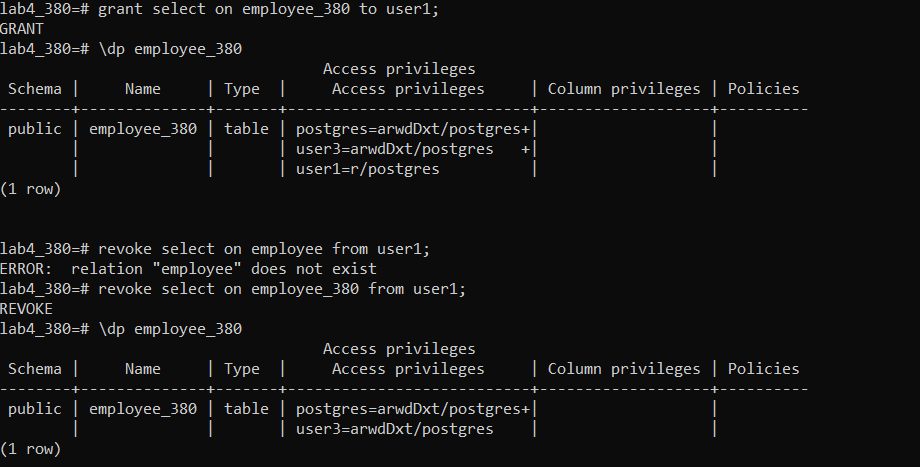 lab4_380=# grant select on employee_380 to user1;
GRANT
lab4_380=# \dp employee_380
                                Access privileges
 Schema |     Name     | Type  |     Access privileges     | Column privileges | Policies
--------+--------------+-------+---------------------------+-------------------+----------
 public | employee_380 | table | postgres=arwdDxt/postgres+|                   |
        |              |       | user3=arwdDxt/postgres   +|                   |
        |              |       | user1=r/postgres          |                   |
(1 row)
lab4_380=# revoke select on employee from user1;
ERROR:  relation "employee" does not exist
lab4_380=# revoke select on employee_380 from user1;
REVOKE
lab4_380=# \dp employee_380
                                Access privileges
 Schema |     Name     | Type  |     Access privileges     | Column privileges | Policies
--------+--------------+-------+---------------------------+-------------------+----------
 public | employee_380 | table | postgres=arwdDxt/postgres+|                   |
        |              |       | user3=arwdDxt/postgres    |                   |
(1 row)